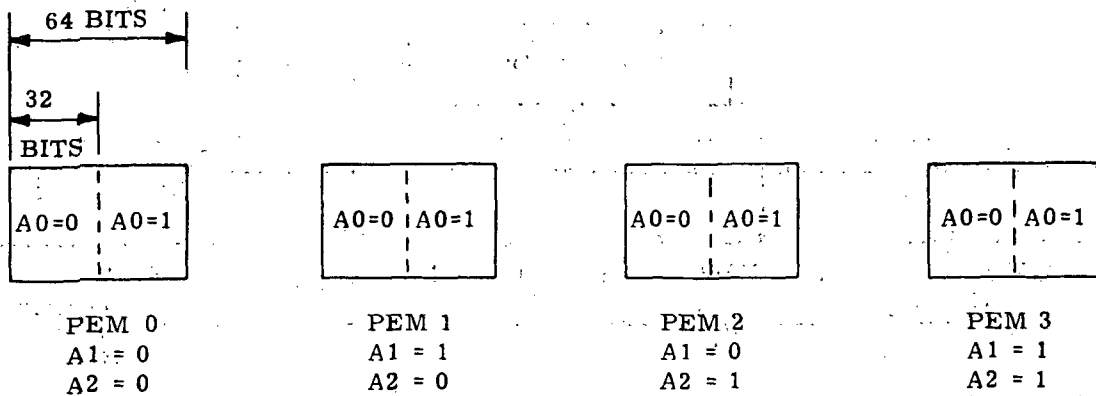 64 BITS
32
BITS
A0=0 A0=1
A0=0 A0=1
A0=0 A0=1
A0=0 A0=1
PEM 0
A1 = 0
A2 = 0
PEM 1
A1 = 1
A2 = 0
PEM 2
A1 = 0
A2 = 1
PEM 3
A1 = 1
A2 = 1